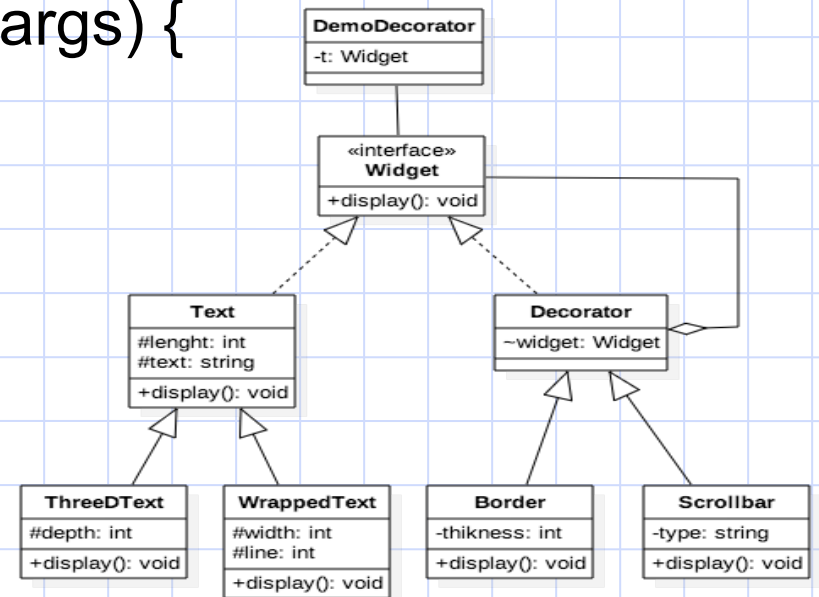 args) {
DemoDecorator
-t: Widget
«interface»
Widget
+display(): void
Text
#lenght: int
#text: string
+display(): void
Decorator
~widget: Widget
ThreeDText
#depth: int
+display(): void
WrappedText
#width: int
#line: int
+display(): void
Border
-thikness: int
+display(): void
Scrollbar
-type: string
+display(): void